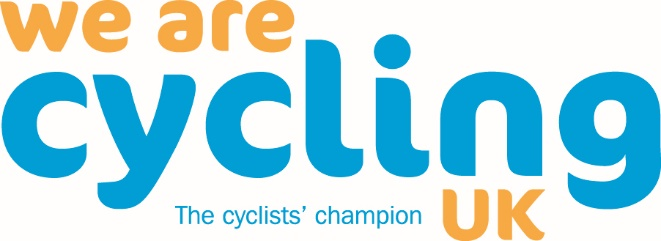 we are
cycling
The cyclists’ champion UK